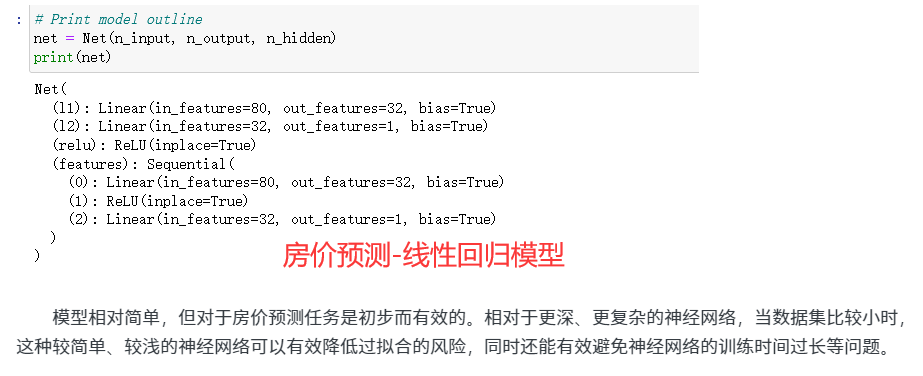 : # Print model outline
net = Net(n_input, n_output, n_hidden)
print(net)
Net(
(l1): Linear(in_features=80, out_features=32, bias=True)
(l2): Linear(in_features=32, out_features=1, bias=True)
(relu): ReLU(inplace=True)
(features): Sequential(
(0): Linear(in_features=80, out_features=32, bias=True)
(1): ReLU(inplace=True)
(2): Linear(in_features=32, out_features=1, bias=True)
)
)
房价预测-线性回归模型
模型相对简单，但对于房价预测任务是初步而有效的。相对于更深、更复杂的神经网络，当数据集比较小时，
这种较简单、较浅的神经网络可以有效降低过拟合的风险，同时还能有效避免神经网络的训练时间过长等问题。